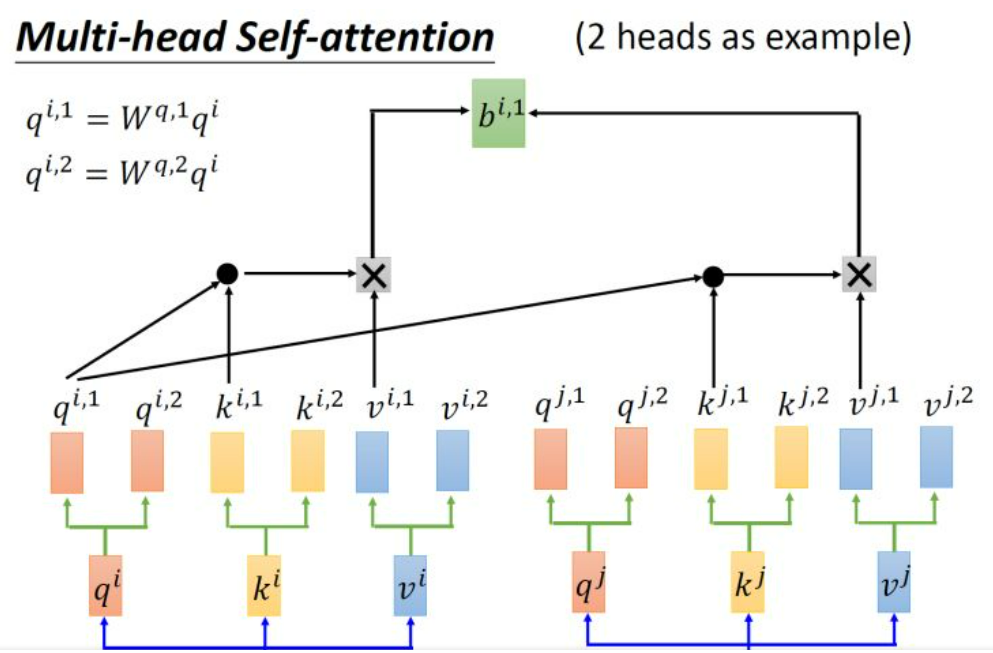 Multi-head Self-attention (2 heads as example)
q^{i,1} = W^{q,1}q^{i}
q^{i,2} = W^{q,2}q^{i}
b^{i,1}
q^{i,1} q^{i,2} k^{i,1} k^{i,2} v^{i,1} v^{i,2} q^{j,1} q^{j,2} k^{j,1} k^{j,2} v^{j,1} v^{j,2}
q^{i} k^{i} v^{i} q^{j} k^{j} v^{j}